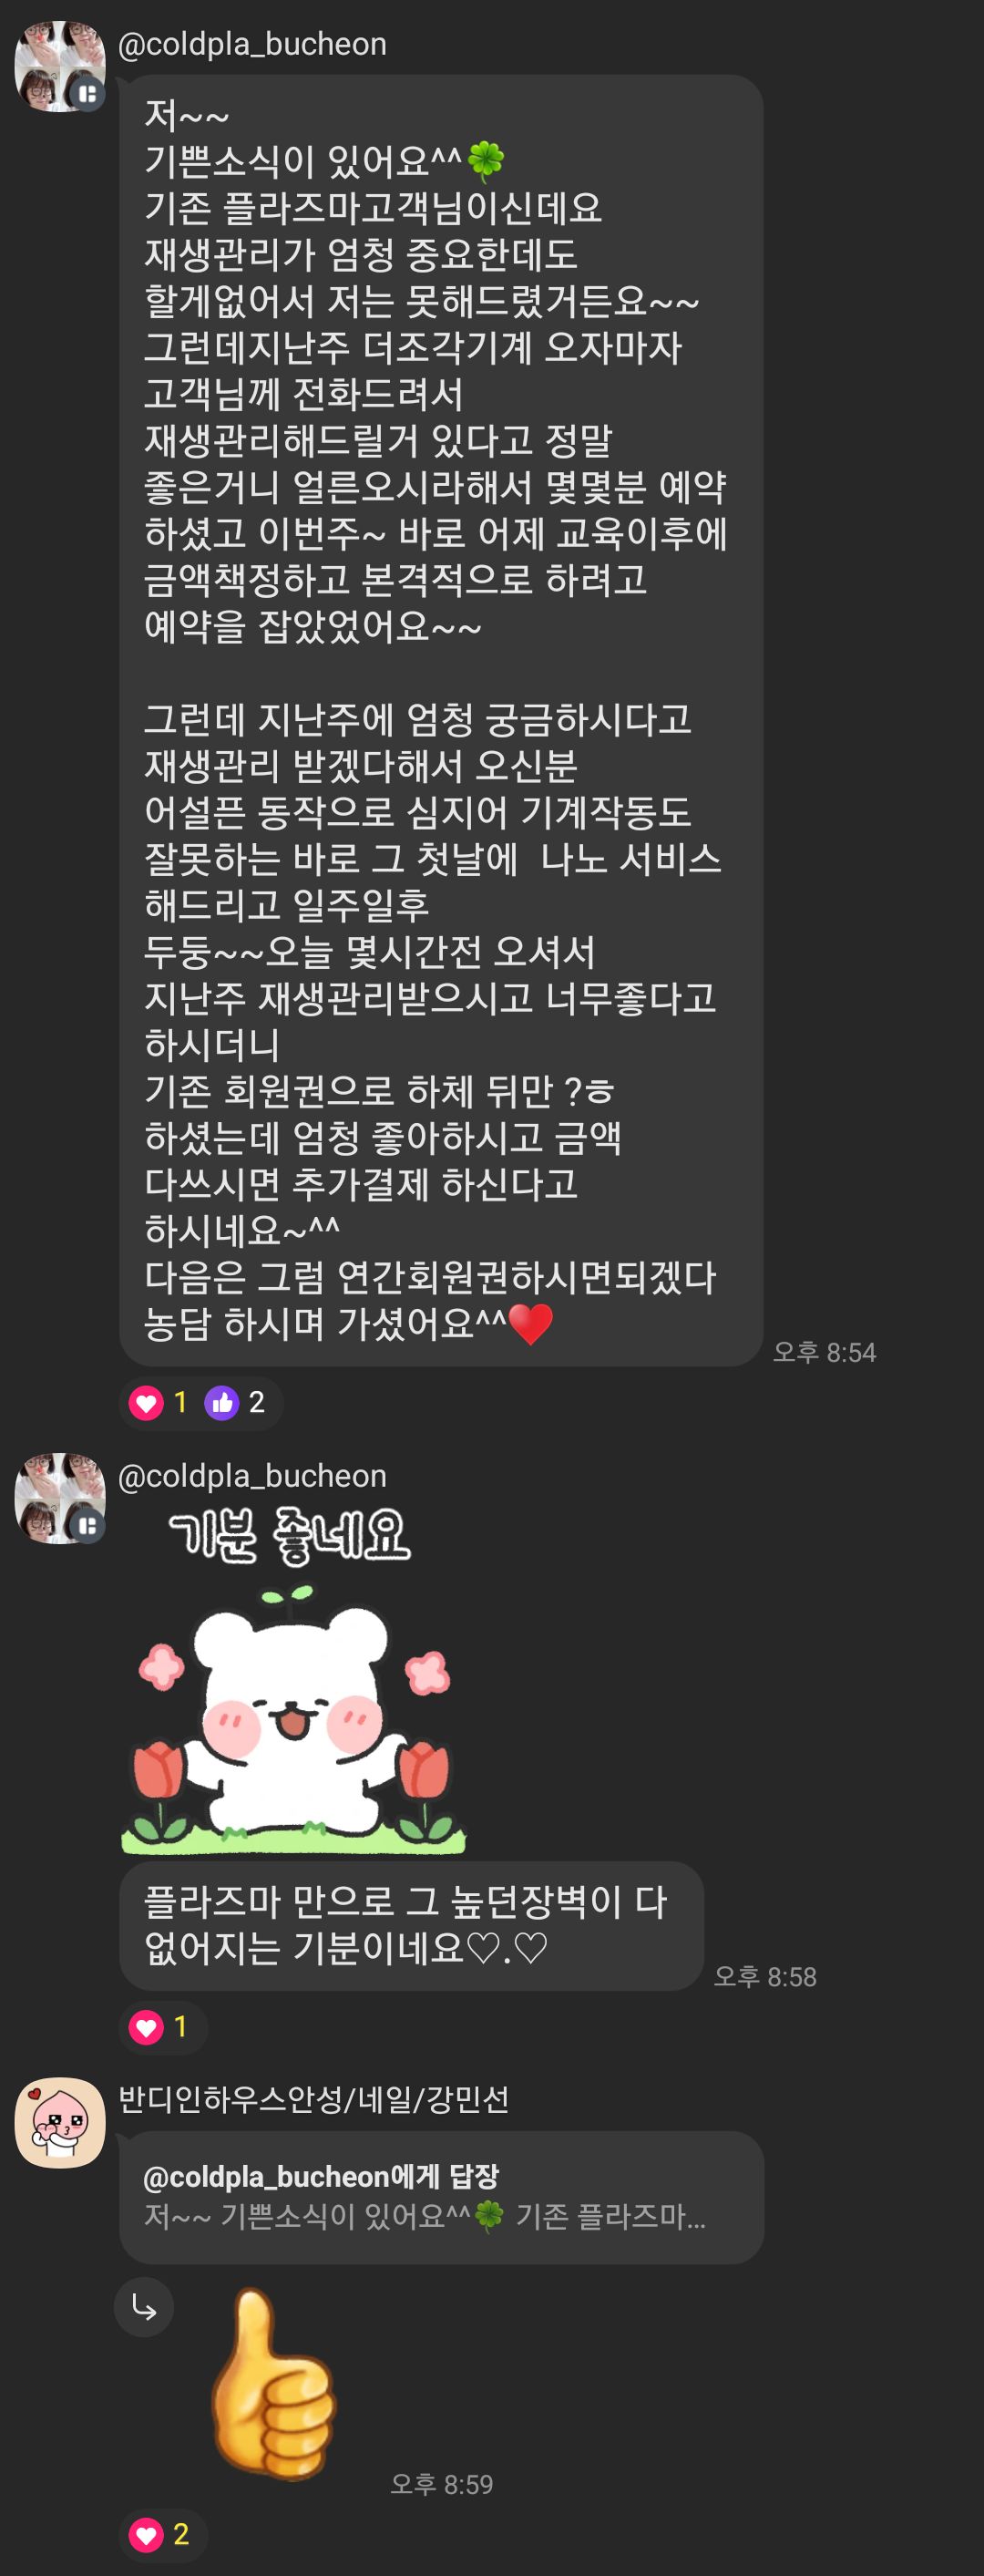 @coldpla_bucheon
저~~
기쁜소식이 있어요^^🍀
기존 플라즈마고객님이신데요
재생관리가 엄청 중요한데도
할게없어서 저는 못해드렸거든요~~
그런데지난주 더조각기계 오자마자
고객님께 전화드려서
재생관리해드릴거 있다고 정말
좋은거니 얼른오시라해서 몇몇분 예약
하셨고 이번주~ 바로 어제 교육이후에
금액책정하고 본격적으로 하려고
예약을 잡았었어요~~
그런데 지난주에 엄청 궁금하시다고
재생관리 받겠다해서 오신분
어설픈 동작으로 심지어 기계작동도
잘못하는 바로 그 첫날에  나노 서비스
해드리고 일주일후
두둥~~오늘 몇시간전 오셔서
지난주 재생관리받으시고 너무좋다고
하시더니
기존 회원권으로 하체 뒤만 ?ㅎ
하셨는데 엄청 좋아하시고 금액
다쓰시면 추가결제 하신다고
하시네요~^^
다음은 그럼 연간회원권하시면되겠다
농담 하시며 가셨어요^^♥️
오후 8:54
1 2
@coldpla_bucheon
기분 좋네요
플라즈마 만으로 그 높던장벽이 다
없어지는 기분이네요♡.♡
오후 8:58
1
반디인하우스안성/네일/강민선
@coldpla_bucheon에게 답장
저~~ 기쁜소식이 있어요^^🍀 기존 플라즈마...
오후 8:59
2